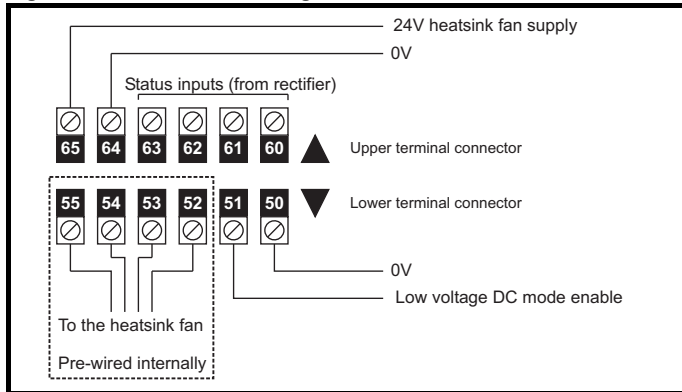 24V heatsink fan supply
0V
Status inputs (from rectifier)
65 64 63 62 61 60
Upper terminal connector
55 54 53 52 51 50
Lower terminal connector
0V
Low voltage DC mode enable
To the heatsink fan
Pre-wired internally